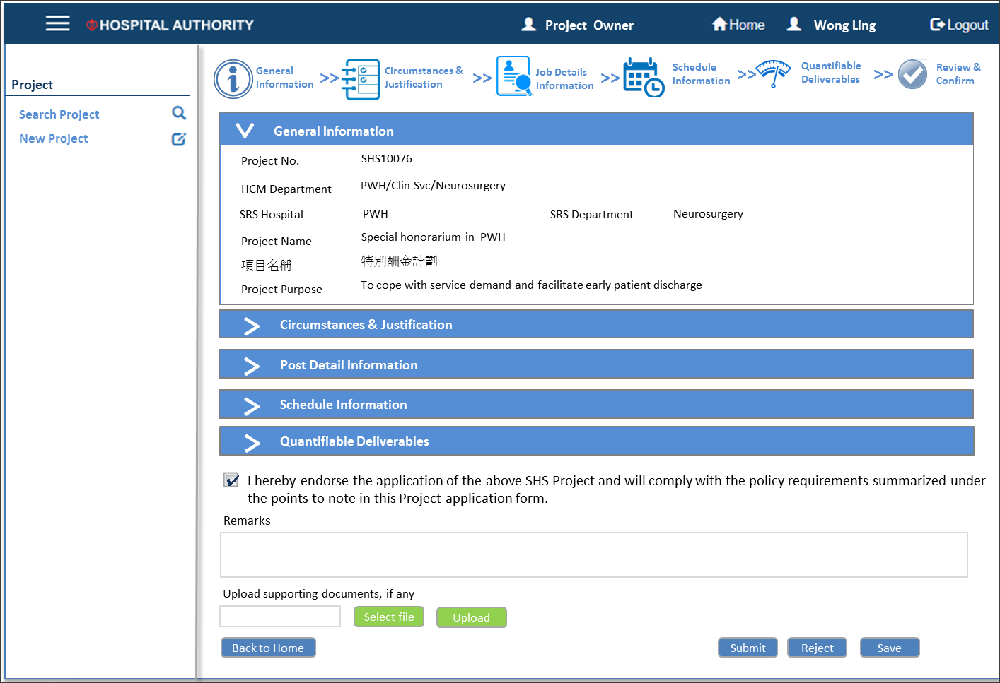 HOSPITAL AUTHORITY
Project Owner
Home
Wong Ling
Logout
Project
Search Project
New Project
General
Information
>>
Circumstances &
Justification
>>
Job Details
Information
>>
Schedule
Information
>>
Quantifiable
Deliverables
>>
Review &
Confirm
General Information
Project No. SHS10076
HCM Department PWH/Clin Svc/Neurosurgery
SRS Hospital PWH SRS Department Neurosurgery
Project Name Special honorarium in PWH
項目名稱 特別酬金計劃
Project Purpose To cope with service demand and facilitate early patient discharge
Circumstances & Justification
Post Detail Information
Schedule Information
Quantifiable Deliverables
I hereby endorse the application of the above SHS Project and will comply with the policy requirements summarized under
the points to note in this Project application form.
Remarks
Upload supporting documents, if any
Select file Upload
Back to Home Submit Reject Save